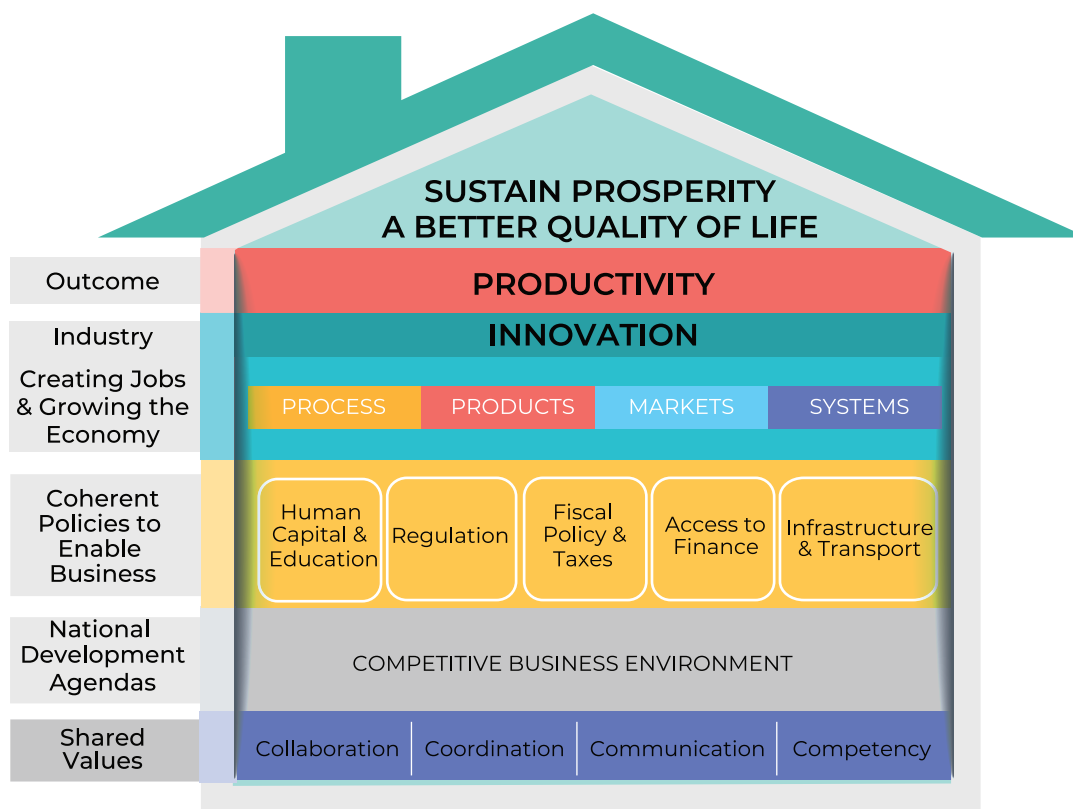 SUSTAIN PROSPERITY
A BETTER QUALITY OF LIFE
Outcome
PRODUCTIVITY
Industry
INNOVATION
Creating Jobs
& Growing the
Economy
PROCESS
PRODUCTS
MARKETS
SYSTEMS
Coherent
Policies to
Enable
Business
Human
Capital &
Education
Regulation
Fiscal
Policy &
Taxes
Access to
Finance
Infrastructure
& Transport
National
Development
Agendas
COMPETITIVE BUSINESS ENVIRONMENT
Shared
Values
Collaboration
Coordination
Communication
Competency